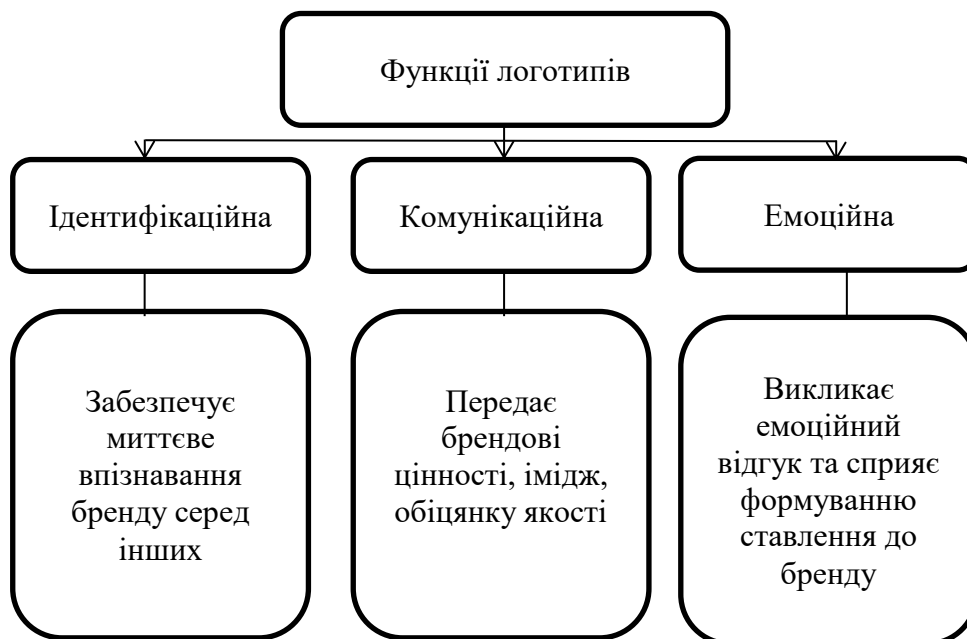 Функції логотипів
Ідентифікаційна
Комунікаційна
Емоційна
Забезпечує
миттєве
впізнавання
бренду серед
інших
Передає
брендові
цінності, імідж,
обіцянку якості
Викликає
емоційний
відгук та сприяє
формуванню
ставлення до
бренду